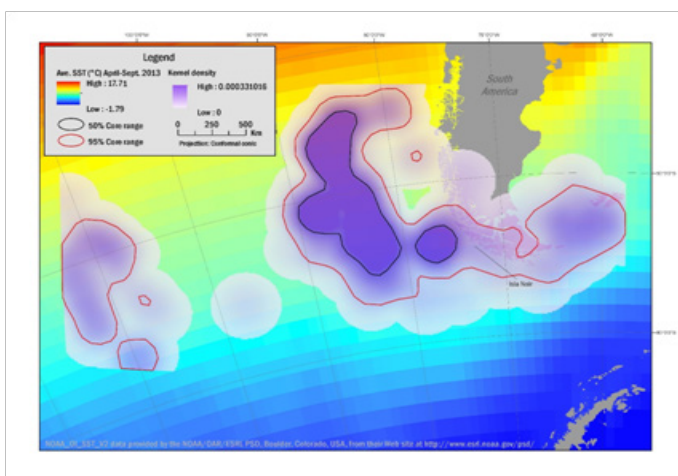 Legend
Ave. SST (°C) April-Sept. 2013
Kernel density
High : 17.71
High : 0.000331016
Low : -1.79
Low : 0
50% Core range
0 250 500
Km
95% Core range
Projection: Conformal conic
South
America
Isla Noir
NOAA_OI_SST_V2 data provided by the NOAA/OAR/ESRL PSD, Boulder, Colorado, USA, from their Web site at http://www.esrl.noaa.gov/psd/